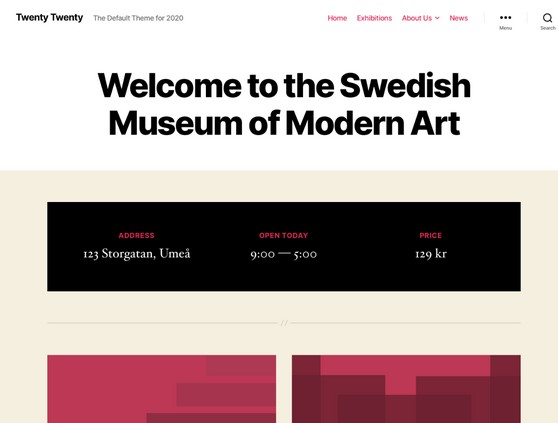 Twenty Twenty The Default Theme for 2020 Home Exhibitions About Us News
Menu Search
Welcome to the Swedish
Museum of Modern Art
ADDRESS OPEN TODAY PRICE
123 Storgatan, Umeå 9:00 — 5:00 129 kr
//